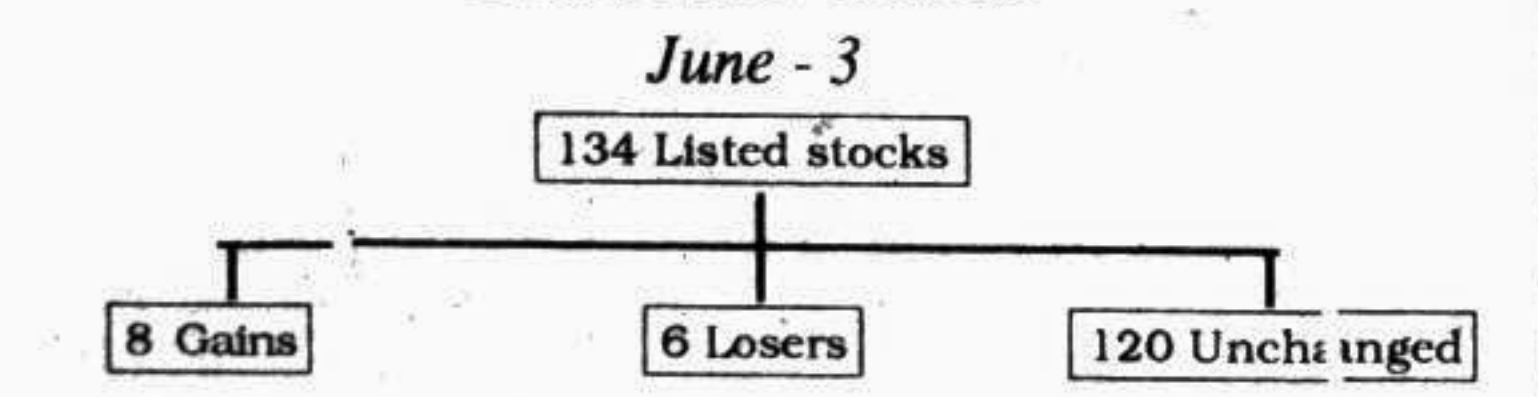 June - 3
134 Listed stocks
8 Gains
6 Losers
120 Unchanged